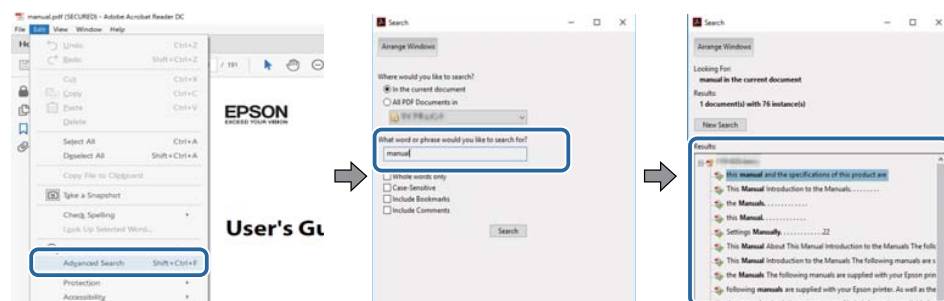 manual.pdf (SECURED) - Adobe Acrobat Reader DC
File Edit View Window Help
Undo Ctrl+Z
Redo Shift+Ctrl+Z
Cut Ctrl+X
Copy Ctrl+C
Paste Ctrl+V
Delete
Select All Ctrl+A
Deselect All Shift+Ctrl+A
Copy File to Clipboard
Take a Snapshot
Check Spelling
Look Up Selected Word...
Advanced Search Shift+Ctrl+F
Protection
Accessibility
/ 191
EPSON
EXCEED YOUR VISION
User's Gu
Search
Arrange Windows
Where would you like to search?
In the current document
All PDF Documents in
What word or phrase would you like to search for?
manual
Whole words only
Case-Sensitive
Include Bookmarks
Include Comments
Search
Search
Arrange Windows
Looking For:
manual in the current document
Results:
1 document(s) with 76 instance(s)
New Search
Results:
this manual and the specifications of this product are
This Manual Introduction to the Manuals. . . . . . . . .
the Manuals. . . . . . . . . . . . .
this Manual. . . . . . . . . . . . .
Settings Manually. . . . . . . . . . . . .22
This Manual About This Manual Introduction to the Manuals The follo
This Manual Introduction to the Manuals The following manuals are s
the Manuals The following manuals are supplied with your Epson prin
following manuals are supplied with your Epson printer. As well as the